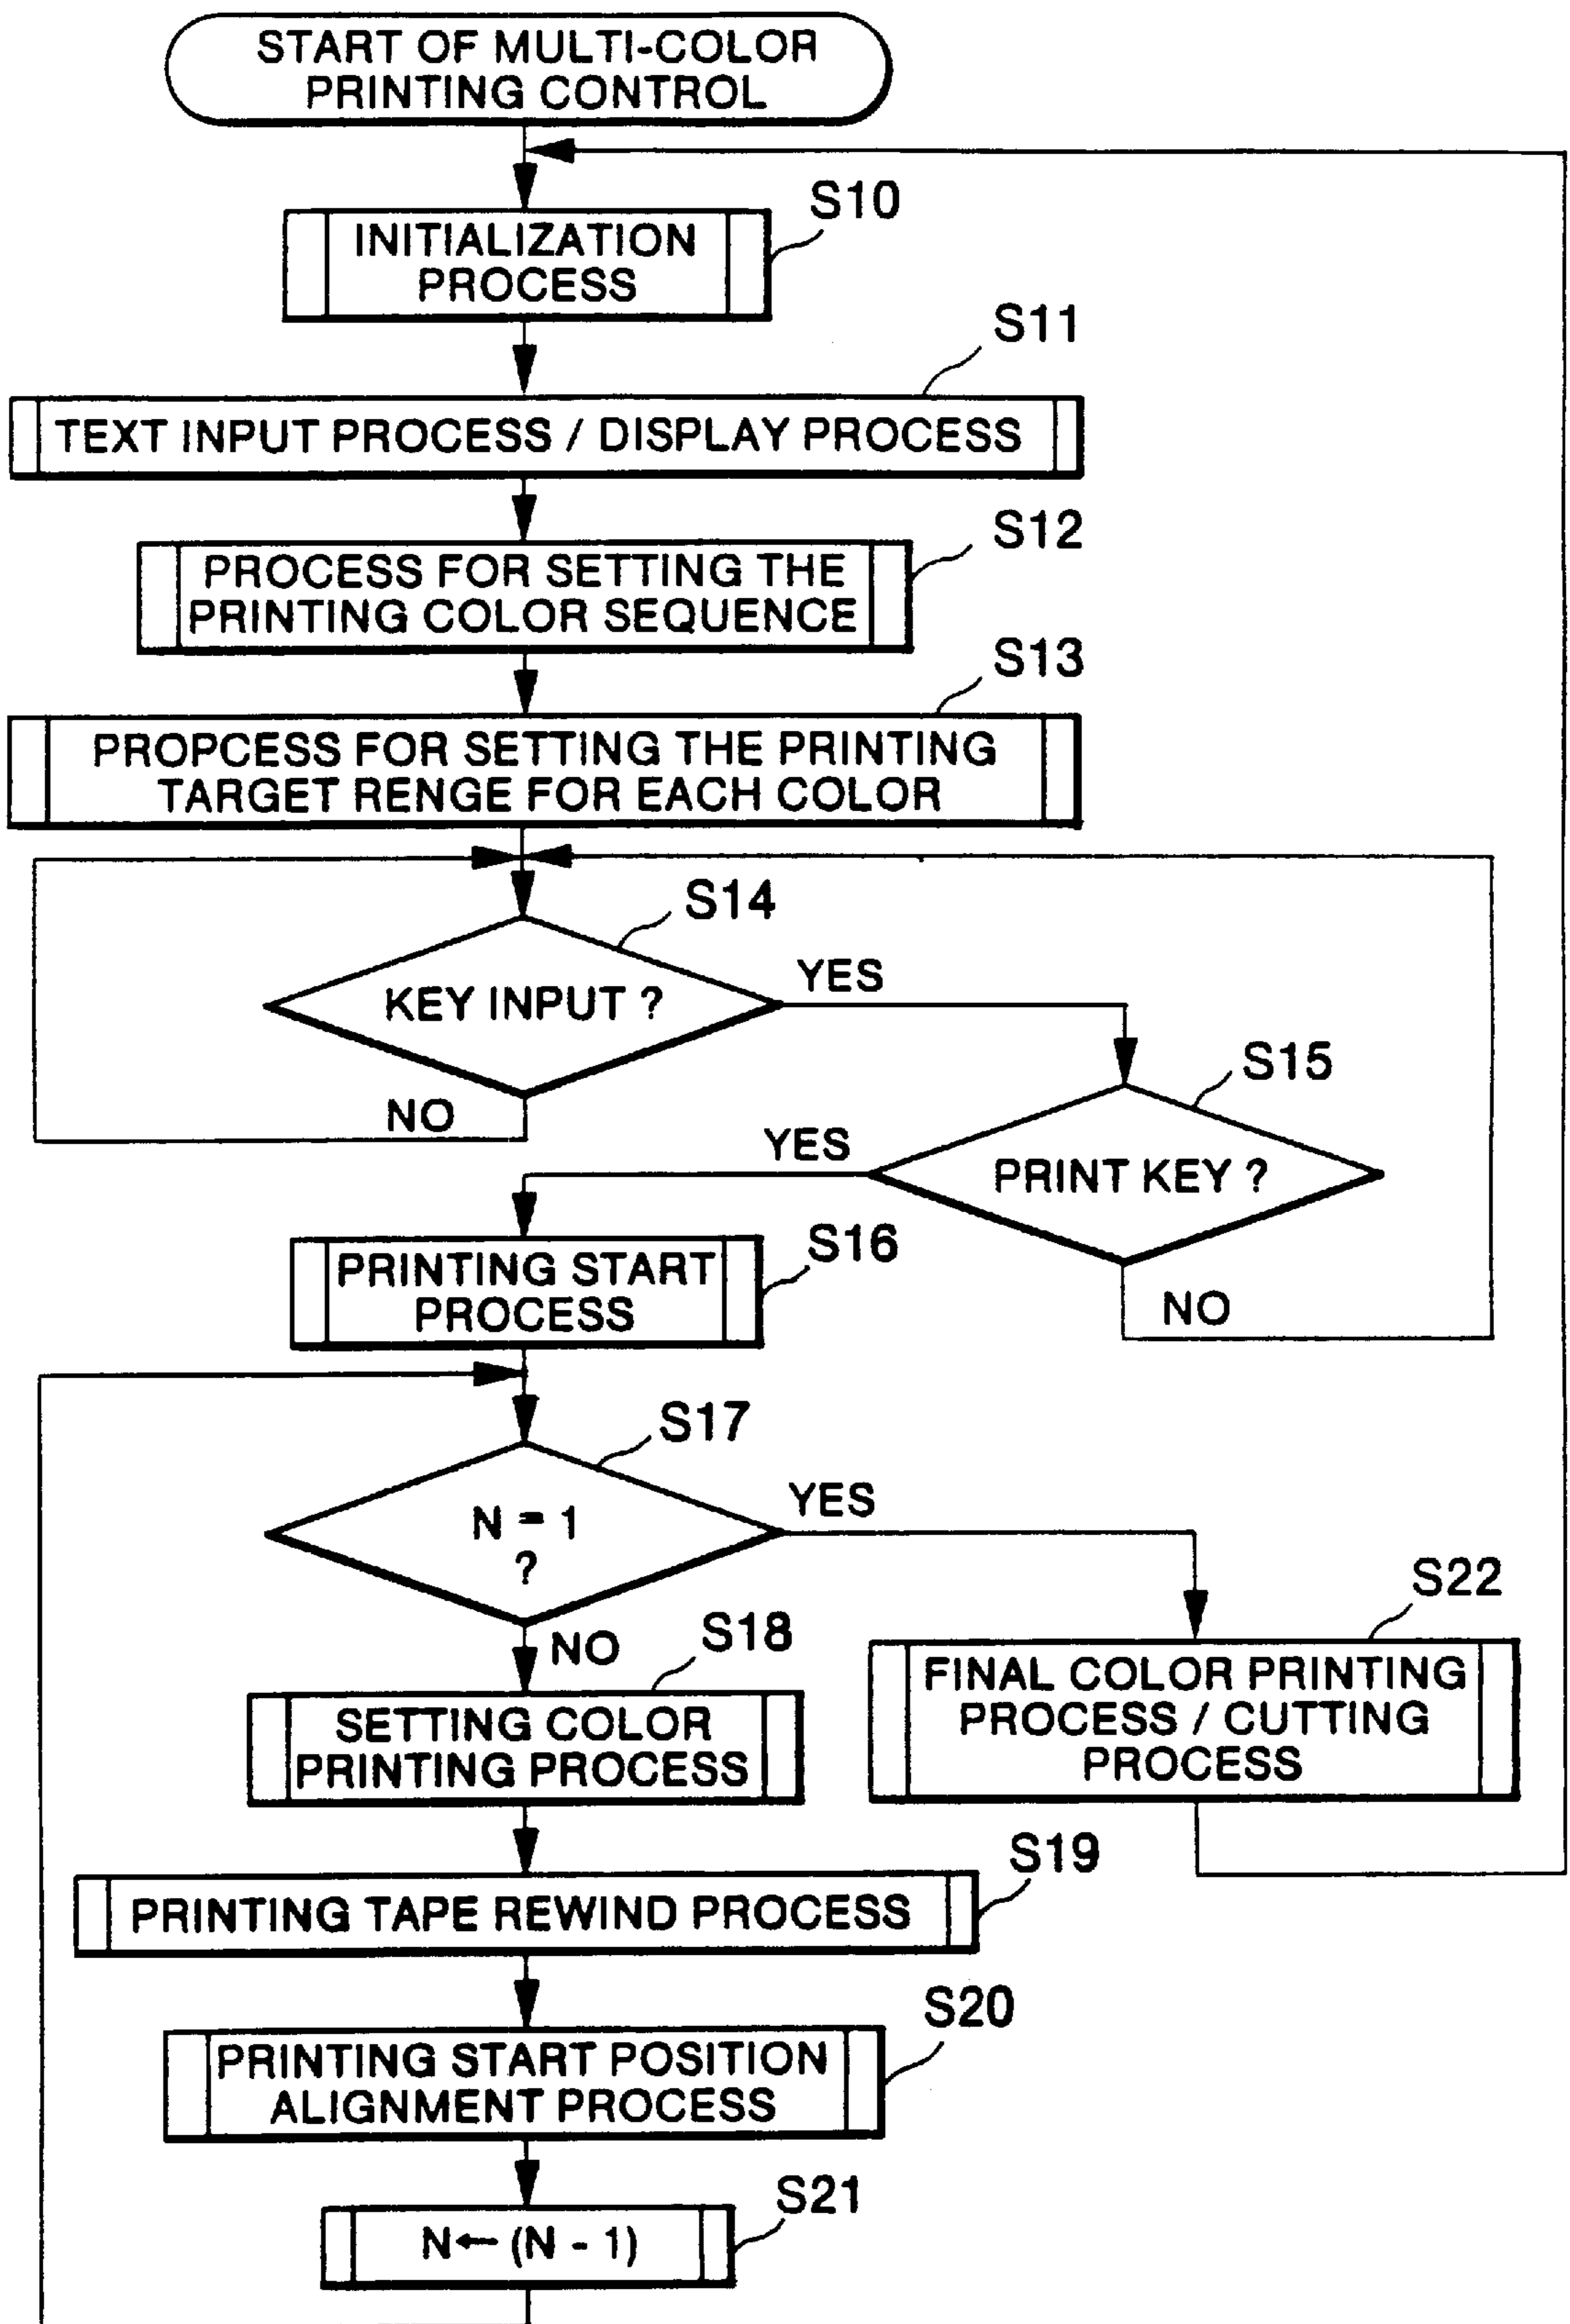 START OF MULTI-COLOR
PRINTING CONTROL
S10
INITIALIZATION
PROCESS
S11
TEXT INPUT PROCESS / DISPLAY PROCESS
S12
PROCESS FOR SETTING THE
PRINTING COLOR SEQUENCE
S13
PROPCESS FOR SETTING THE PRINTING
TARGET RENGE FOR EACH COLOR
S14
KEY INPUT ?
YES
NO
S15
PRINT KEY ?
YES
NO
S16
PRINTING START
PROCESS
S17
N = 1
?
YES
NO
S18
SETTING COLOR
PRINTING PROCESS
S22
FINAL COLOR PRINTING
PROCESS / CUTTING
PROCESS
S19
PRINTING TAPE REWIND PROCESS
S20
PRINTING START POSITION
ALIGNMENT PROCESS
S21
N ← (N - 1)